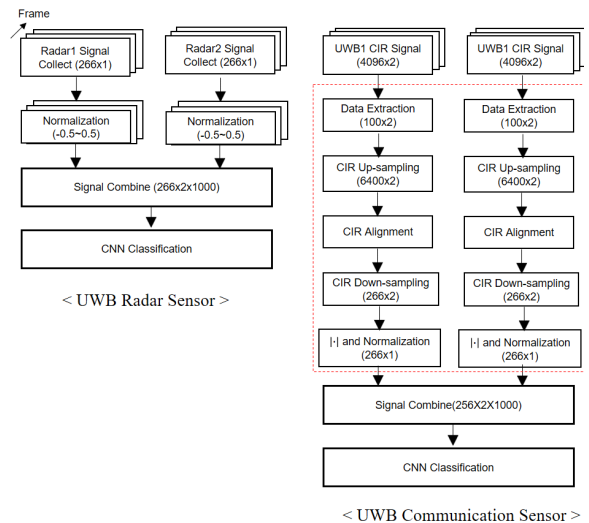 Frame
Radar1 Signal
Collect (266x1)
Radar2 Signal
Collect (266x1)
Normalization
(-0.5~0.5)
Normalization
(-0.5~0.5)
Signal Combine (266x2x1000)
CNN Classification
< UWB Radar Sensor >
UWB1 CIR Signal
(4096x2)
UWB1 CIR Signal
(4096x2)
Data Extraction
(100x2)
Data Extraction
(100x2)
CIR Up-sampling
(6400x2)
CIR Up-sampling
(6400x2)
CIR Alignment
CIR Alignment
CIR Down-sampling
(266x2)
CIR Down-sampling
(266x2)
|·| and Normalization
(266x1)
|·| and Normalization
(266x1)
Signal Combine(256X2X1000)
CNN Classification
< UWB Communication Sensor >